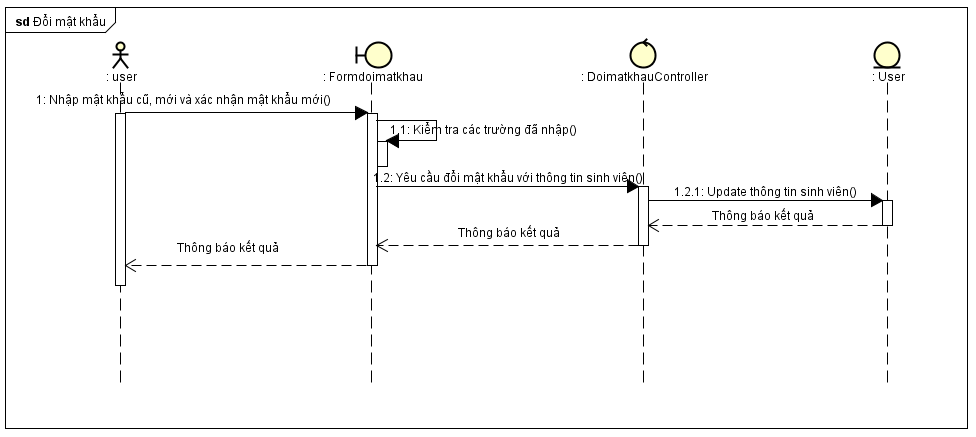 sd Đổi mật khẩu
: user
: Formdoimatkhau
: DoimatkhauController
: User
1: Nhập mật khẩu cũ, mới và xác nhận mật khẩu mới()
1.1: Kiểm tra các trường đã nhập()
1.2: Yêu cầu đổi mật khẩu với thông tin sinh viên()
1.2.1: Update thông tin sinh viên()
Thông báo kết quả
Thông báo kết quả
Thông báo kết quả